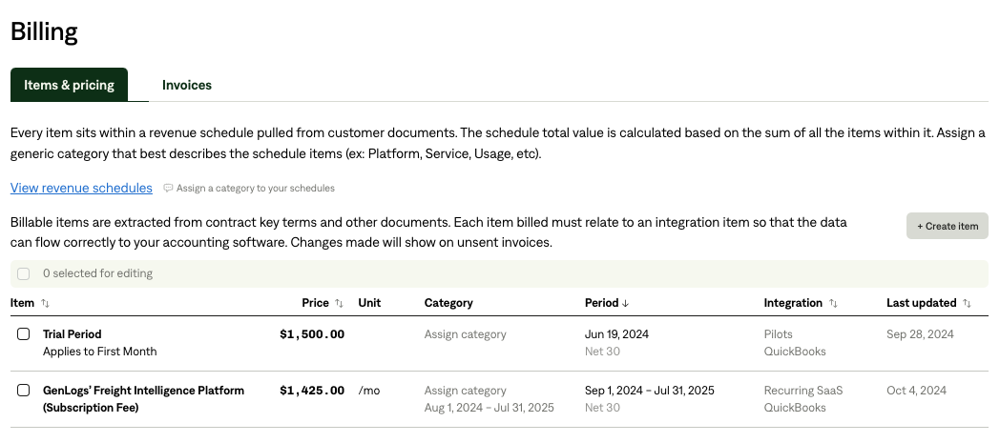 Billing
Items & pricing
Invoices
Every item sits within a revenue schedule pulled from customer documents. The schedule total value is calculated based on the sum of all the items within it. Assign a
generic category that best describes the schedule items (ex: Platform, Service, Usage, etc).
View revenue schedules
Assign a category to your schedules
Billable items are extracted from contract key terms and other documents. Each item billed must relate to an integration item so that the data
can flow correctly to your accounting software. Changes made will show on unsent invoices.
+ Create item
0 selected for editing
Item Price Unit Category Period Integration Last updated
Trial Period $1,500.00 Assign category Jun 19, 2024 Pilots Sep 28, 2024
Applies to First Month Net 30 QuickBooks
GenLogs' Freight Intelligence Platform $1,425.00 /mo Assign category Sep 1, 2024 – Jul 31, 2025 Recurring SaaS Oct 4, 2024
(Subscription Fee) Aug 1, 2024 – Jul 31, 2025 Net 30 QuickBooks